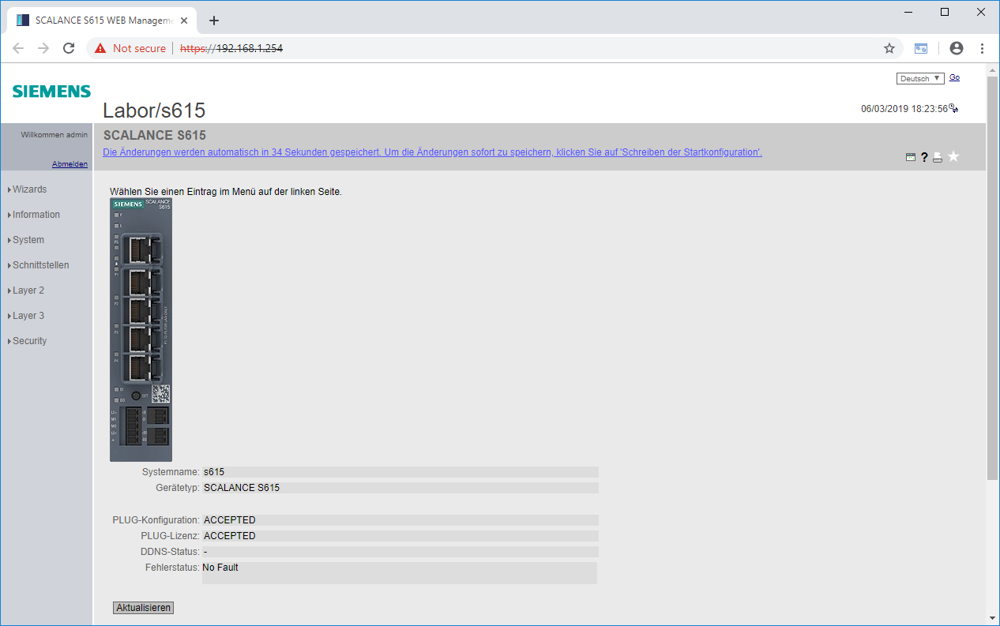 SCALANCE S615 WEB Manageme
Not secure
https://192.168.1.254
Deutsch
Go
SIEMENS
Labor/s615
06/03/2019 18:23:56
Willkommen admin
SCALANCE S615
Die Änderungen werden automatisch in 34 Sekunden gespeichert. Um die Änderungen sofort zu speichern, klicken Sie auf 'Schreiben der Startkonfiguration'.
Abmelden
Wizards
Information
System
Schnittstellen
Layer 2
Layer 3
Security
Wählen Sie einen Eintrag im Menü auf der linken Seite.
SIEMENS
SCALANCE
S615
Systemname: s615
Gerätetyp: SCALANCE S615
PLUG-Konfiguration: ACCEPTED
PLUG-Lizenz: ACCEPTED
DDNS-Status: -
Fehlerstatus: No Fault
Aktualisieren